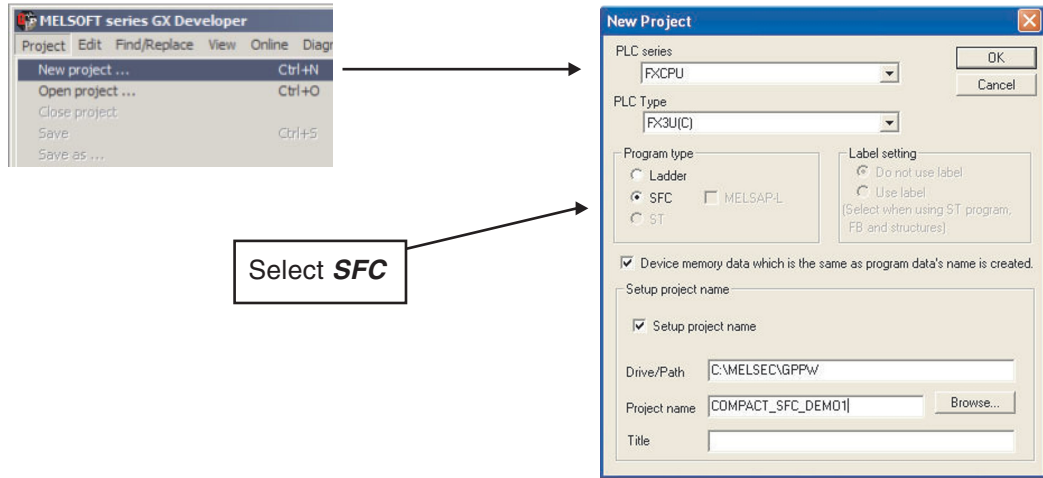 MELSOFT series GX Developer
Project Edit Find/Replace View Online Diagr
New project ... Ctrl+N
Open project ... Ctrl+O
Close project
Save Ctrl+S
Save as ...
Select SFC
New Project
PLC series
FXCPU
OK
Cancel
PLC Type
FX3U(C)
Program type
Ladder
SFC MELSAP-L
ST
Label setting
Do not use label
Use label
(Select when using ST program,
FB and structures)
Device memory data which is the same as program data's name is created.
Setup project name
Setup project name
Drive/Path C:\MELSEC\GPPW
Project name COMPACT_SFC_DEMO1 Browse...
Title